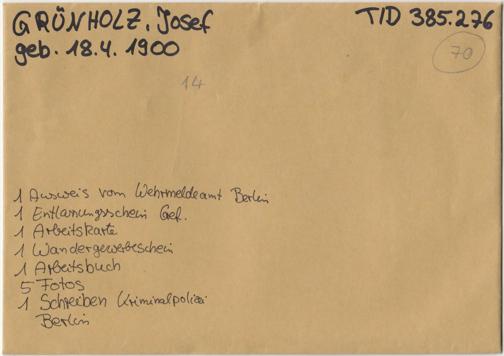 GRÜNHOLZ, Josef
geb. 18.4. 1900
TID 385.276
70
14
1 Ausweis vom Wehrmeldeamt Berlin
1 Entlanungsschein Gef.
1 Arbeitskarte
1 Wandergewerbeschein
1 Arbeitsbuch
5 Fotos
1 Schreiben Kriminalpolizei
Berlin